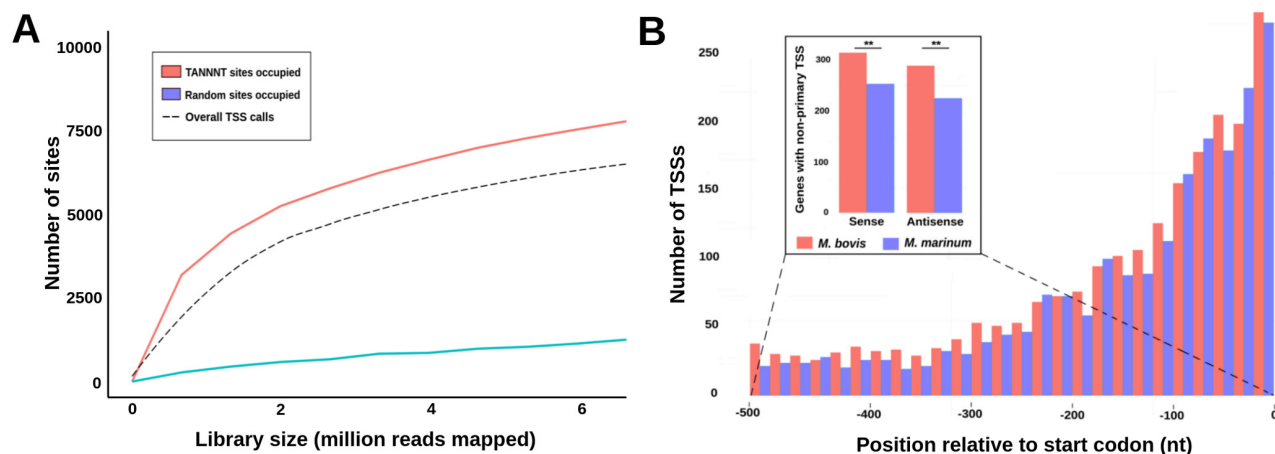 A
10000
7500
5000
2500
0
Number of sites
TANNNT sites occupied
Random sites occupied
Overall TSS calls
0 2 4 6
Library size (million reads mapped)
B
250
200
150
100
50
0
Number of TSSs
Genes with non-primary TSS
300
200
100
0
** **
Sense Antisense
M. bovis M. marinum
-500 -400 -300 -200 -100 0
Position relative to start codon (nt)